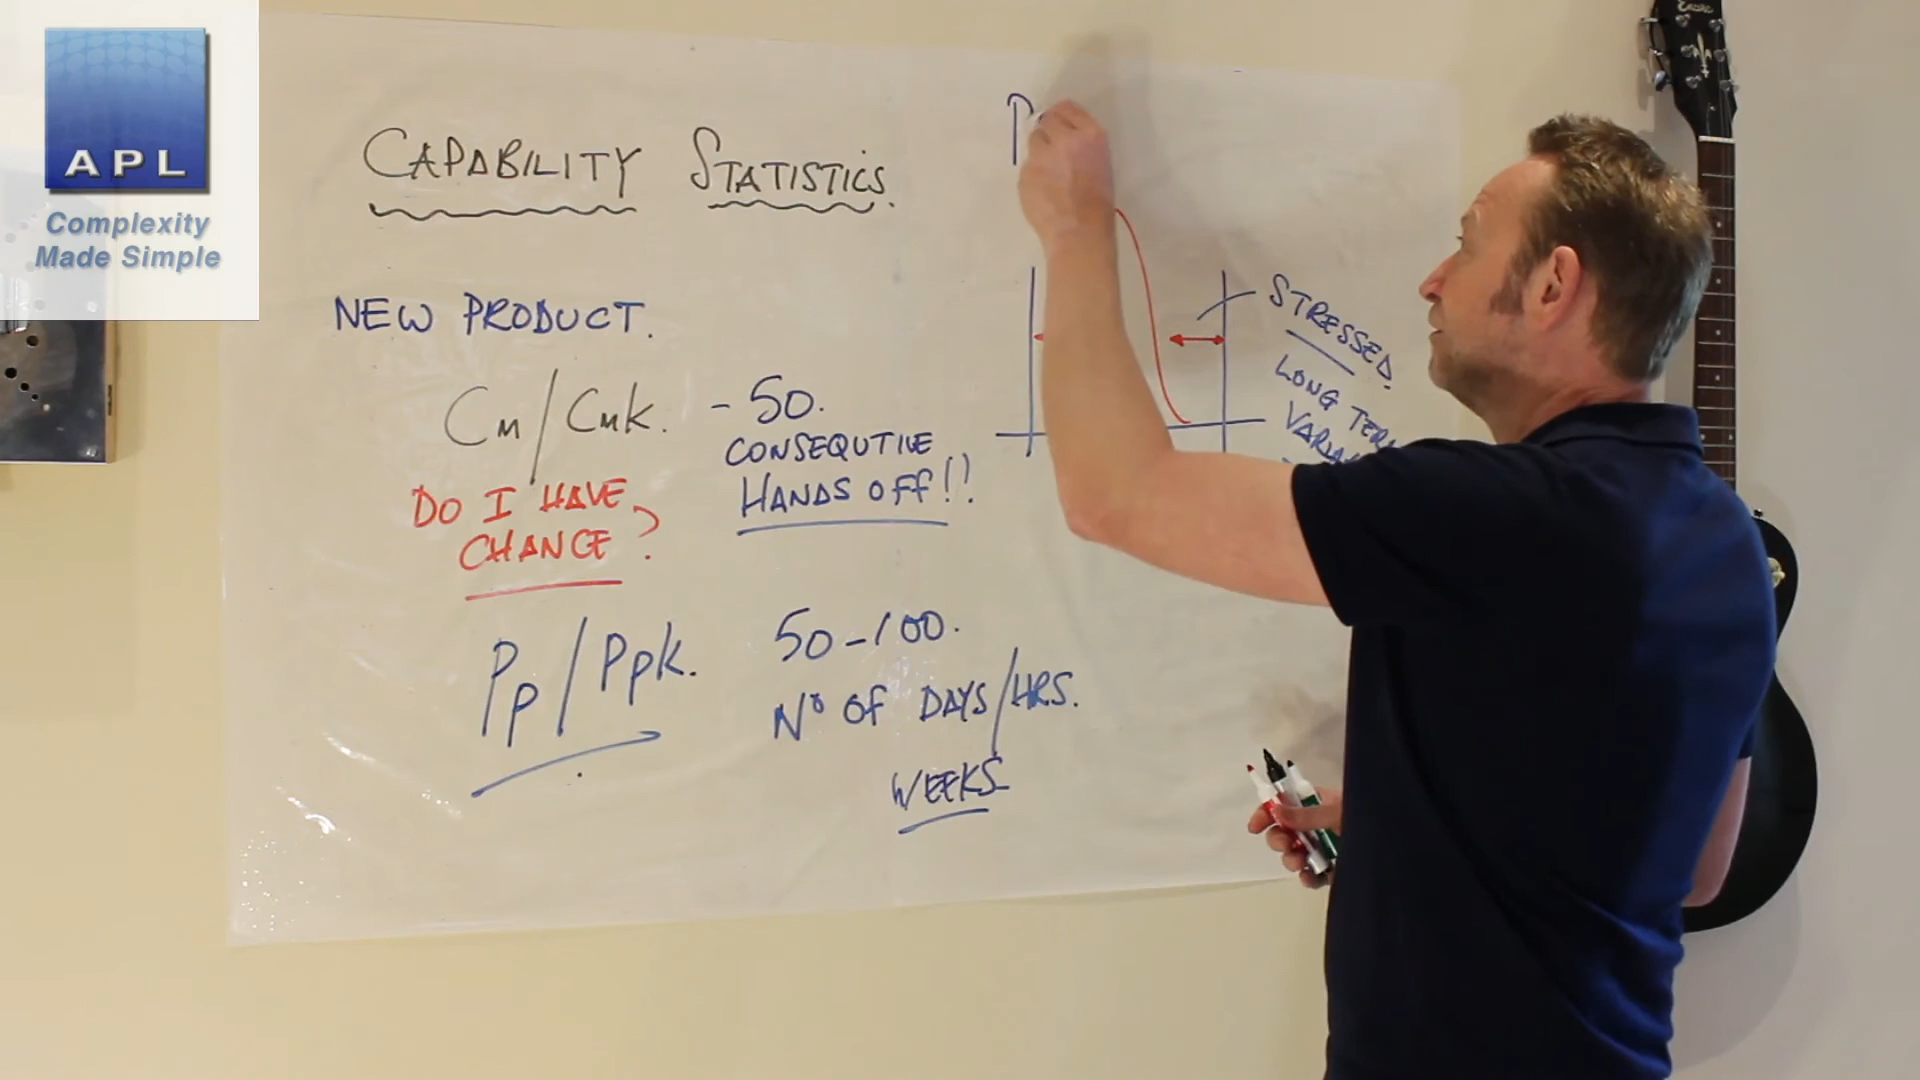 APL
Complexity
Made Simple
CAPABILITY STATISTICS.
NEW PRODUCT.
Cm/Cmk. - 50.
CONSEQUTIVE
HANDS OFF!!
DO I HAVE
CHANCE?
Pp/Ppk. 50-100.
Nº OF DAYS/HRS.
WEEKS
P
STRESSED.
LONG TERM